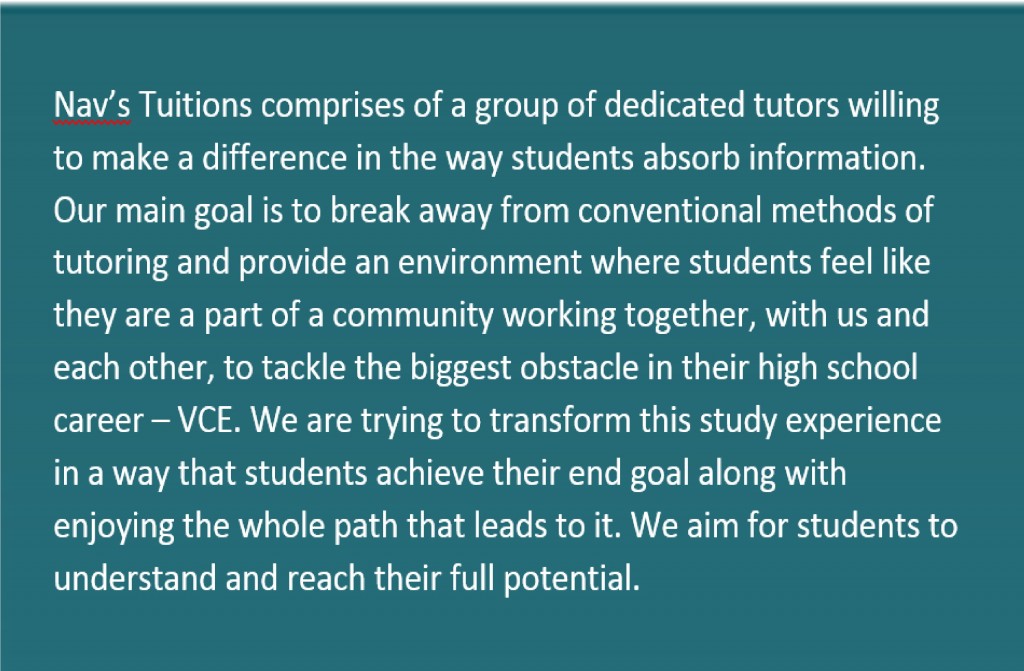 Nav’s Tuitions comprises of a group of dedicated tutors willing
to make a difference in the way students absorb information.
Our main goal is to break away from conventional methods of
tutoring and provide an environment where students feel like
they are a part of a community working together, with us and
each other, to tackle the biggest obstacle in their high school
career – VCE. We are trying to transform this study experience
in a way that students achieve their end goal along with
enjoying the whole path that leads to it. We aim for students to
understand and reach their full potential.